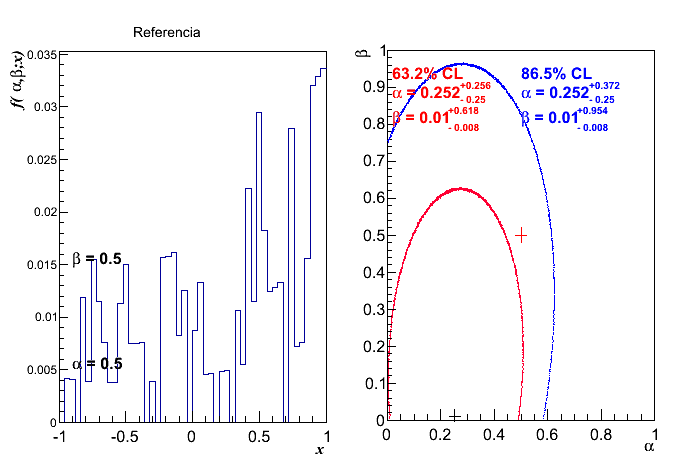 Referencia
f( α,β;x)
0.035
0.03
0.025
0.02
0.015
0.01
0.005
0
β = 0.5
α = 0.5
-1
-0.5
0
0.5
1
x
β
1
0.9
0.8
0.7
0.6
0.5
0.4
0.3
0.2
0.1
0
63.2% CL
α = 0.252 +0.256 - 0.25
β = 0.01 +0.618 - 0.008
86.5% CL
α = 0.252 +0.372 - 0.25
β = 0.01 +0.954 - 0.008
0
0.2
0.4
0.6
0.8
1
α